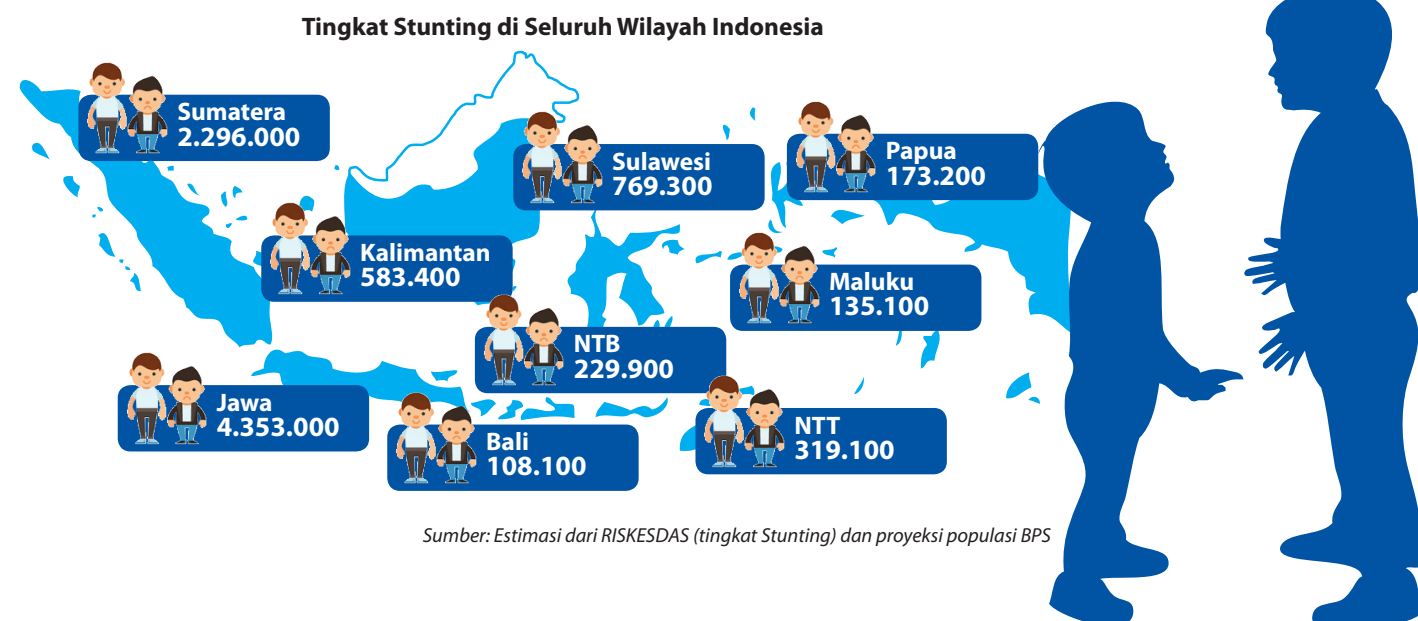 Tingkat Stunting di Seluruh Wilayah Indonesia
Sumatera
2.296.000
Sulawesi
769.300
Papua
173.200
Kalimantan
583.400
Maluku
135.100
NTB
229.900
Jawa
4.353.000
Bali
108.100
NTT
319.100
Sumber: Estimasi dari RISKESDAS (tingkat Stunting) dan proyeksi populasi BPS